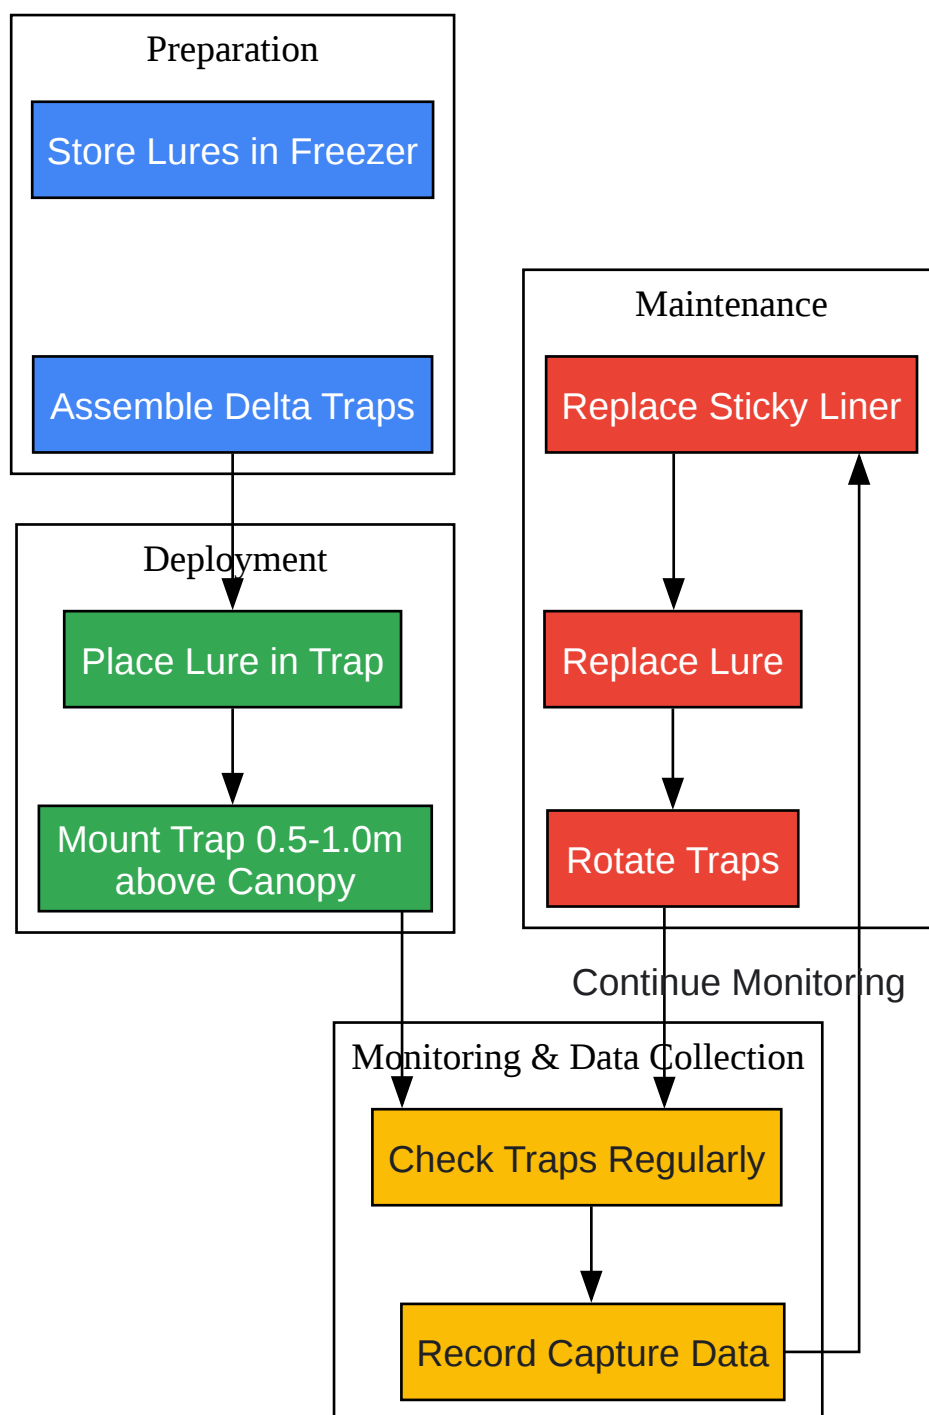 Preparation
Store Lures in Freezer
Assemble Delta Traps
Deployment
Place Lure in Trap
Mount Trap 0.5-1.0m
above Canopy
Maintenance
Replace Sticky Liner
Replace Lure
Rotate Traps
Continue Monitoring
Monitoring & Data Collection
Check Traps Regularly
Record Capture Data